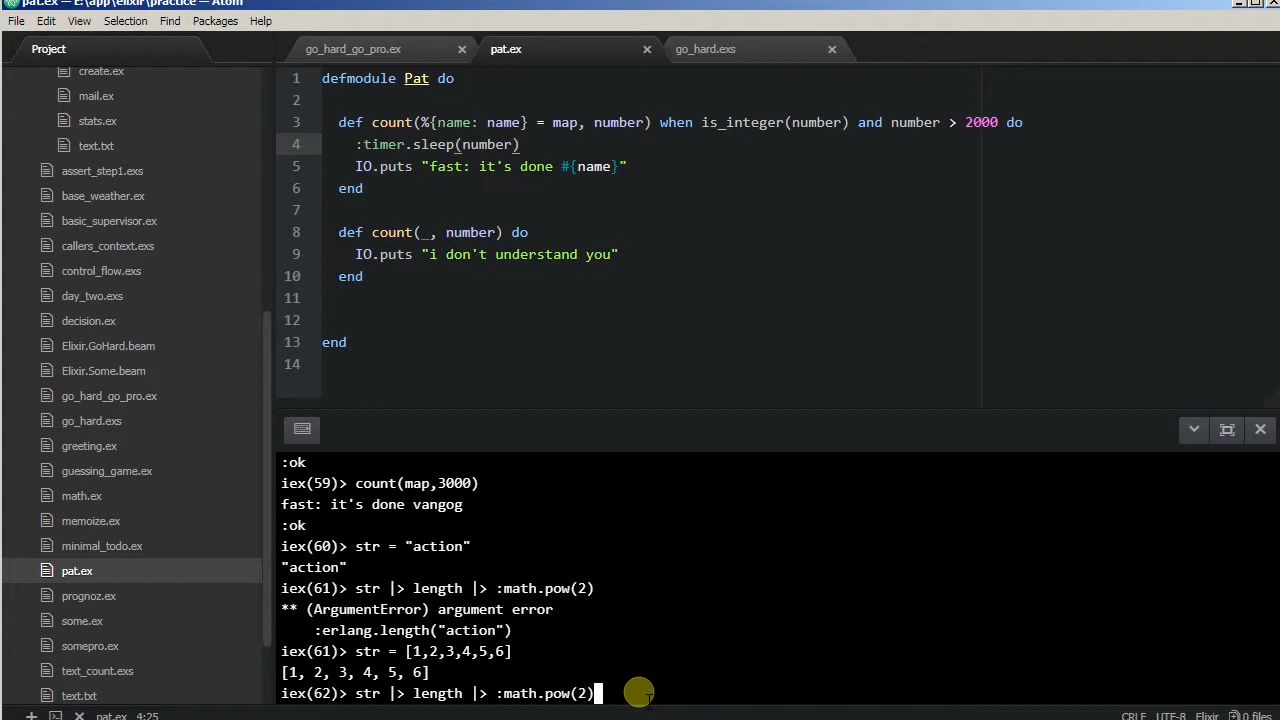 pat.ex — E:\app\elixir\practice — Atom
File Edit View Selection Find Packages Help
Project
create.ex
mail.ex
stats.ex
text.txt
assert_step1.exs
base_weather.ex
basic_supervisor.ex
callers_context.exs
control_flow.exs
day_two.exs
decision.ex
Elixir.GoHard.beam
Elixir.Some.beam
go_hard_go_pro.ex
go_hard.exs
greeting.ex
guessing_game.ex
math.ex
memoize.ex
minimal_todo.ex
pat.ex
prognoz.ex
some.ex
somepro.ex
text_count.exs
text.txt
go_hard_go_pro.ex pat.ex go_hard.exs
1 defmodule Pat do
2
3 def count(%{name: name} = map, number) when is_integer(number) and number > 2000 do
4 :timer.sleep(number)
5 IO.puts "fast: it's done #{name}"
6 end
7
8 def count(_, number) do
9 IO.puts "i don't understand you"
10 end
11
12
13 end
14
:ok
iex(59)> count(map,3000)
fast: it's done vangog
:ok
iex(60)> str = "action"
"action"
iex(61)> str |> length |> :math.pow(2)
** (ArgumentError) argument error
:erlang.length("action")
iex(61)> str = [1,2,3,4,5,6]
[1, 2, 3, 4, 5, 6]
iex(62)> str |> length |> :math.pow(2)
pat.ex 4:25 CRLF UTF-8 Elixir 0 files